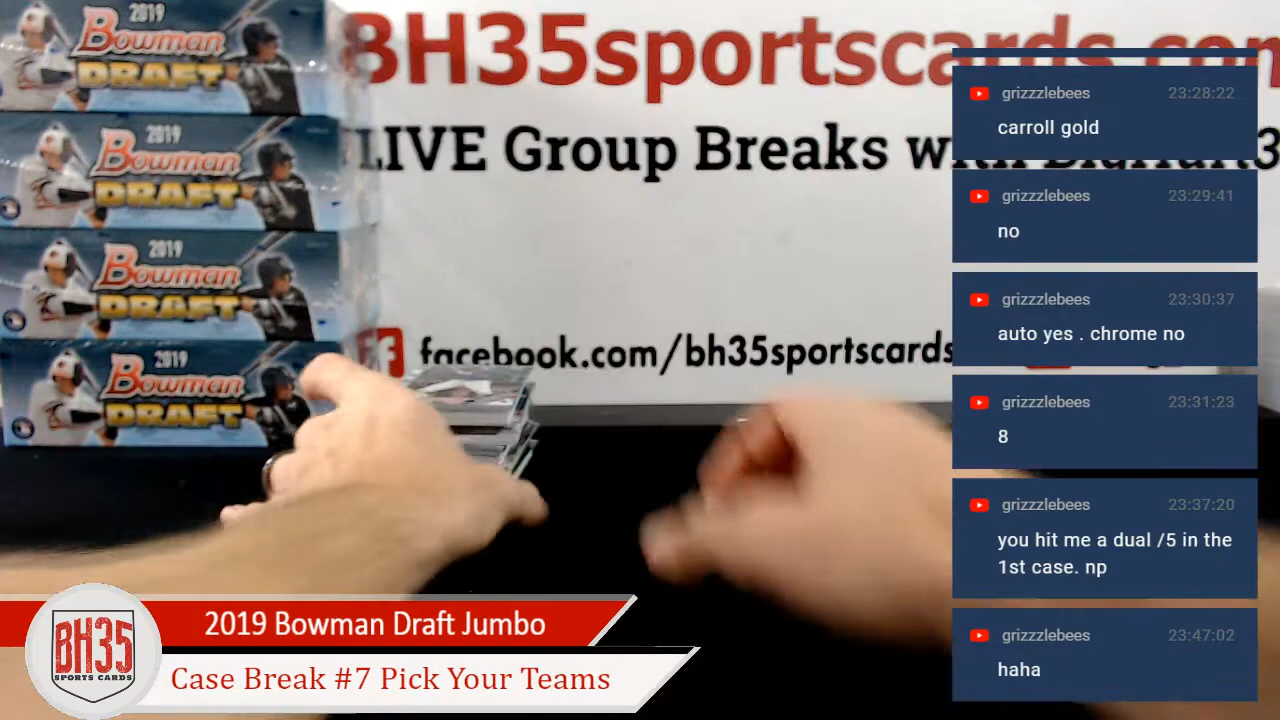 2019
Bowman
DRAFT
2019
Bowman
DRAFT
2019
Bowman
DRAFT
2019
Bowman
DRAFT
BH35sportscards.com
LIVE Group Breaks with
facebook.com/bh35sportscards
grizzzlebees 23:28:22
carroll gold
grizzzlebees 23:29:41
no
grizzzlebees 23:30:37
auto yes . chrome no
grizzzlebees 23:31:23
8
grizzzlebees 23:37:20
you hit me a dual /5 in the
1st case. np
grizzzlebees 23:47:02
haha
BH35
SPORTS CARDS
2019 Bowman Draft Jumbo
Case Break #7 Pick Your Teams